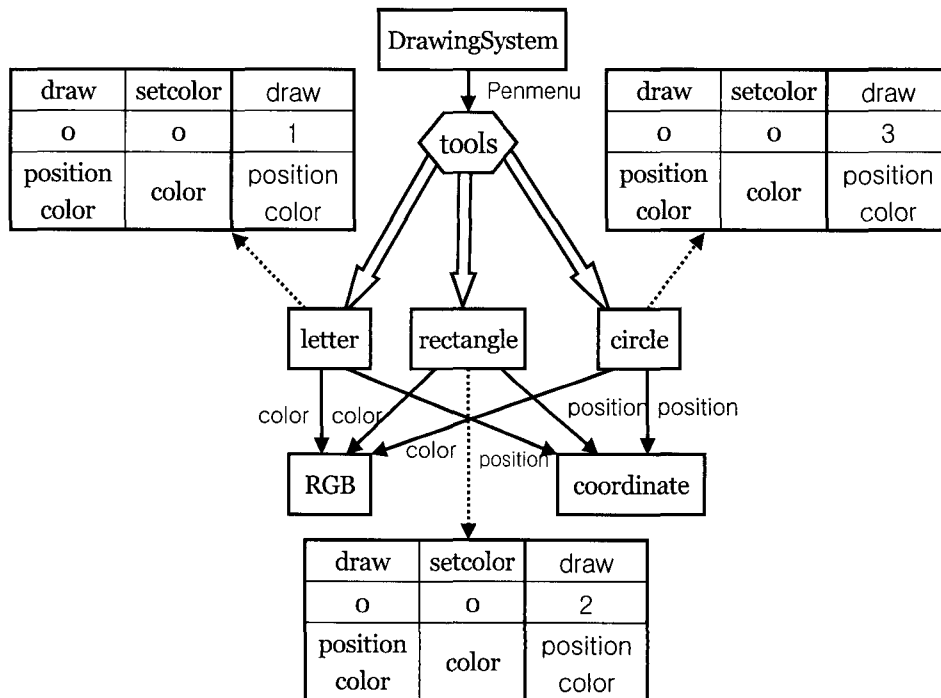 DrawingSystem
Penmenu
tools
draw setcolor draw
o o 1
position color position
color color
draw setcolor draw
o o 3
position color position
color color
letter
rectangle
circle
color
color
color
position
position
position
RGB
coordinate
draw setcolor draw
o o 2
position color position
color color